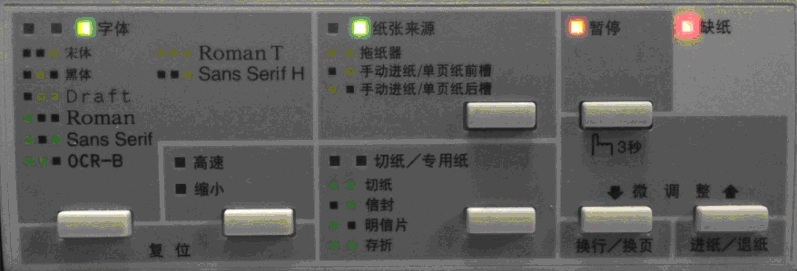 字体
宋体
黑体
Draft
Roman
Sans Serif
OCR-B
Roman T
Sans Serif H
高速
缩小
复位
纸张来源
拖纸器
手动进纸/单页纸前槽
手动进纸/单页纸后槽
切纸/专用纸
切纸
信封
明信片
存折
暂停
缺纸
3秒
微调整
换行/换页
进纸/退纸